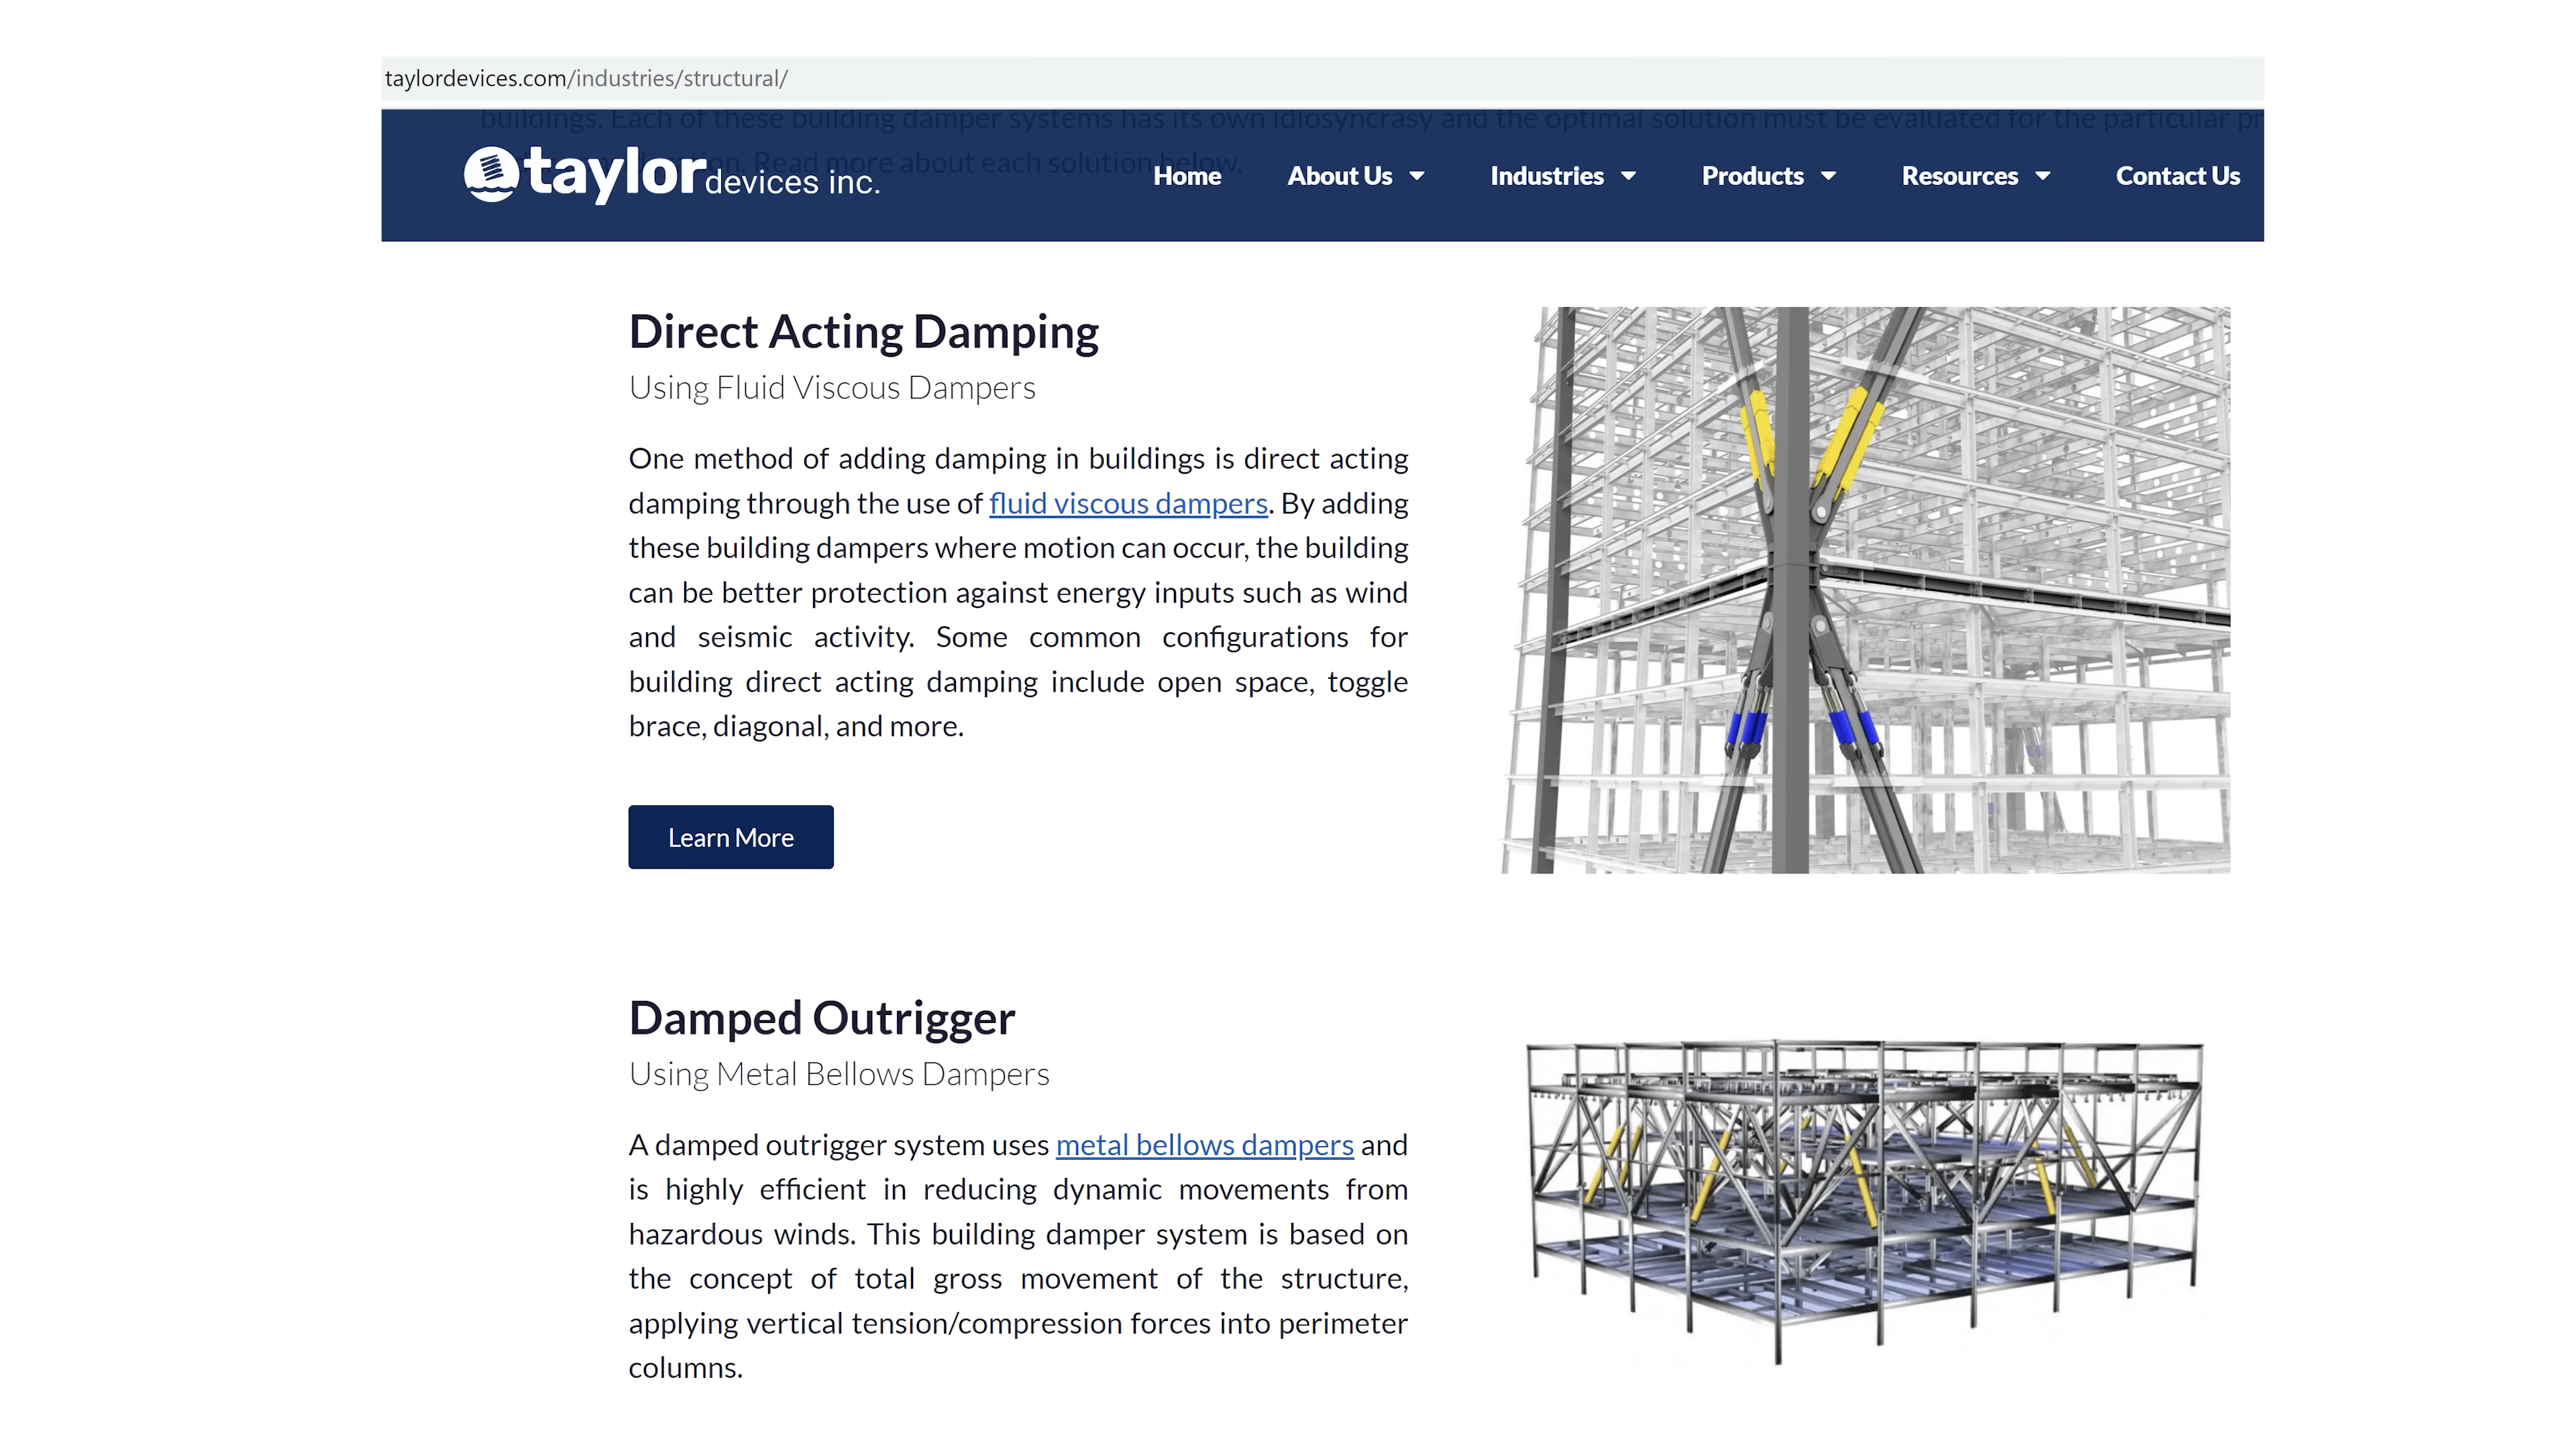 taylordevices.com/industries/structural/
buildings. Each of these building damper systems has its own idiosyncrasy and the optimal solution must be evaluated for the particular pr
Read more about each solution below.
taylor devices inc.
Home About Us Industries Products Resources Contact Us
Direct Acting Damping
Using Fluid Viscous Dampers
One method of adding damping in buildings is direct acting
damping through the use of fluid viscous dampers. By adding
these building dampers where motion can occur, the building
can be better protection against energy inputs such as wind
and seismic activity. Some common configurations for
building direct acting damping include open space, toggle
brace, diagonal, and more.
Learn More
Damped Outrigger
Using Metal Bellows Dampers
A damped outrigger system uses metal bellows dampers and
is highly efficient in reducing dynamic movements from
hazardous winds. This building damper system is based on
the concept of total gross movement of the structure,
applying vertical tension/compression forces into perimeter
columns.